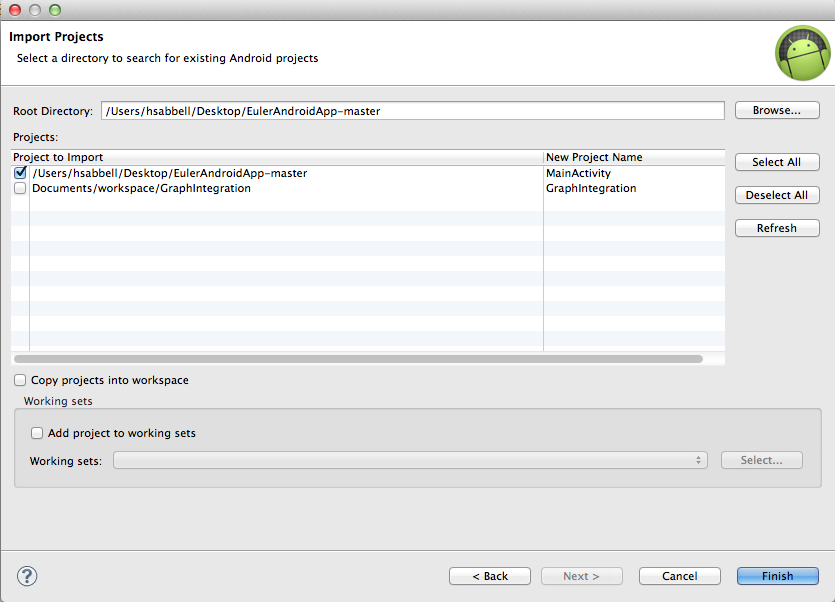 Import Projects
Select a directory to search for existing Android projects
Root Directory: /Users/hsabbell/Desktop/EulerAndroidApp-master Browse...
Projects:
Project to Import New Project Name
/Users/hsabbell/Desktop/EulerAndroidApp-master MainActivity
Documents/workspace/GraphIntegration GraphIntegration
Select All
Deselect All
Refresh
Copy projects into workspace
Working sets
Add project to working sets
Working sets: Select...
? < Back Next > Cancel Finish